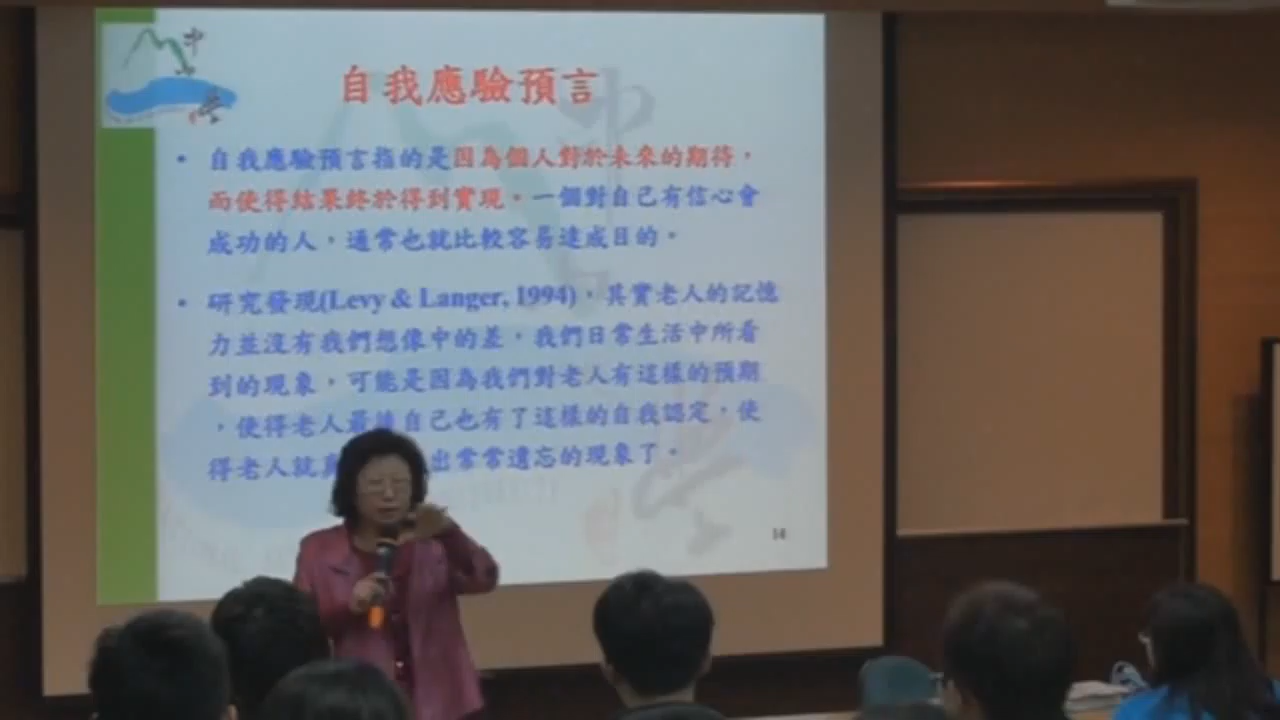 自我應驗預言
• 自我應驗預言指的是因為個人對於未來的期待，
而使得結果終於得到實現。一個對自己有信心會
成功的人，通常也就比較容易達成目的。
• 研究發現(Levy & Langer, 1994)，其實老人的記憶
力並沒有我們想像中的差，我們日常生活中所看
到的現象，可能是因為我們對老人有這樣的預期
，使得老人最後自己也有了這樣的自我認定，使
得老人就真 出常常遺忘的現象了。
14